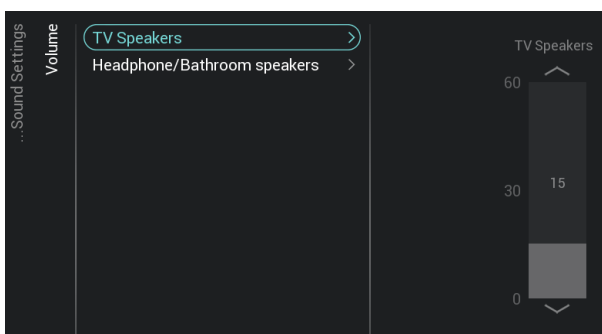 ...Sound Settings
Volume
TV Speakers
Headphone/Bathroom speakers
TV Speakers
60
15
30
0